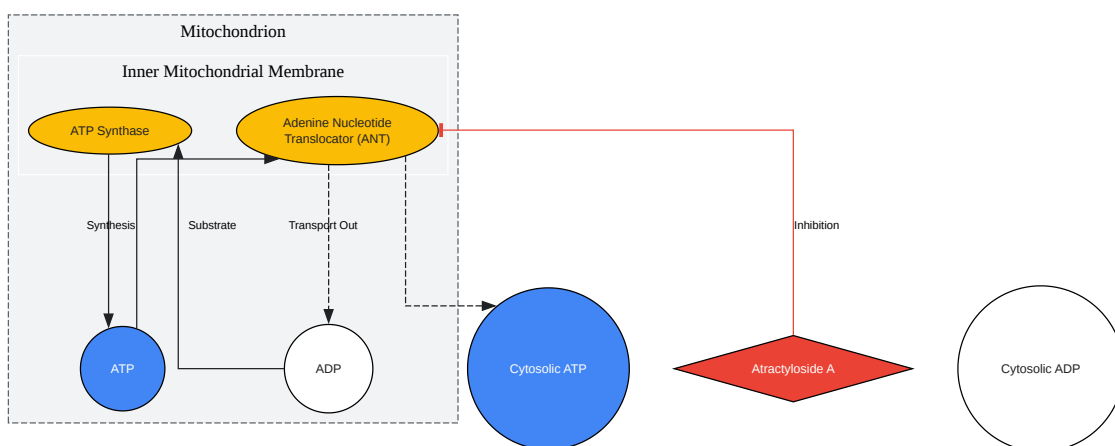 Mitochondrion
Inner Mitochondrial Membrane
ATP Synthase
Adenine Nucleotide
Translocator (ANT)
Synthesis
Substrate
Transport Out
Inhibition
ATP
ADP
Cytosolic ATP
Atractyloside A
Cytosolic ADP